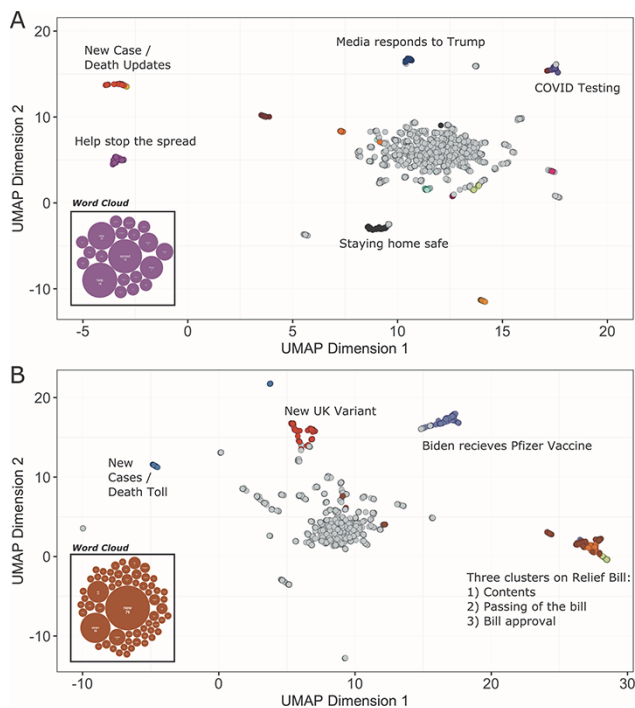 A
New Case /
Death Updates
Media responds to Trump
COVID Testing
Help stop the spread
Word Cloud
Staying home safe
UMAP Dimension 2
20
10
0
-10
-5
0
5
10
15
20
UMAP Dimension 1
B
New UK Variant
Biden recieves Pfizer Vaccine
New
Cases /
Death Toll
Word Cloud
Three clusters on Relief Bill:
1) Contents
2) Passing of the bill
3) Bill approval
UMAP Dimension 2
20
10
0
-10
-10
0
10
20
30
UMAP Dimension 1